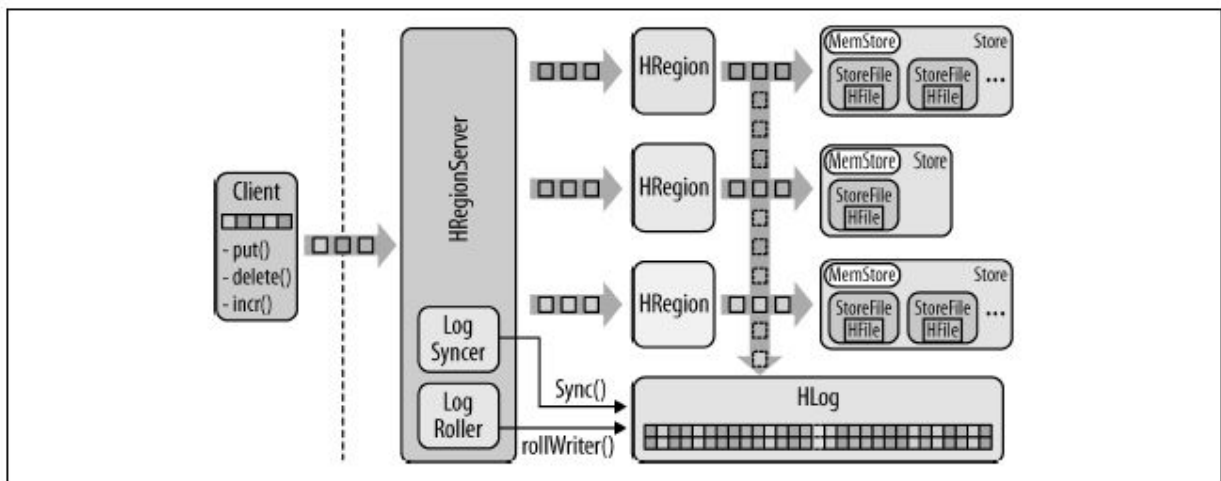 Client
- put()
- delete()
- incr()
HRegionServer
Log
Syncer
Log
Roller
Sync()
rollWriter()
HRegion
MemStore
Store
StoreFile
HFile
StoreFile
HFile
...
HRegion
MemStore
Store
StoreFile
HFile
HRegion
MemStore
Store
StoreFile
HFile
StoreFile
HFile
...
HLog